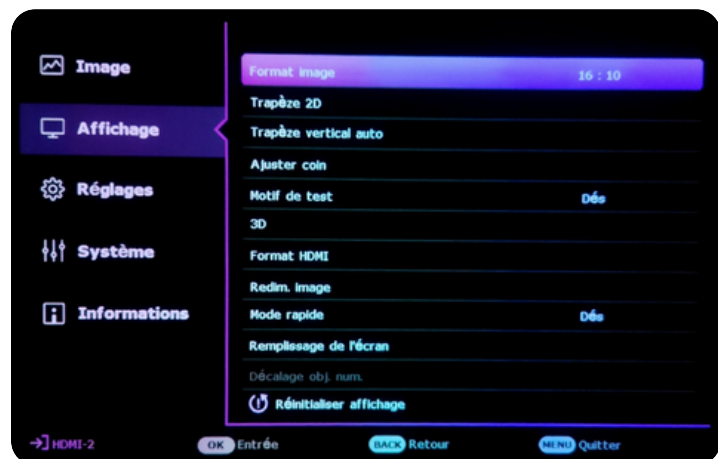 Image
Affichage
Réglages
Système
Informations
Format image 16 : 10
Trapèze 2D
Trapèze vertical auto
Ajuster coin
Motif de test Dés
3D
Format HDMI
Redim. image
Mode rapide Dés
Remplissage de l'écran
Décalage obj. num.
Réinitialiser affichage
HDMI-2 OK Entrée BACK Retour MENU Quitter